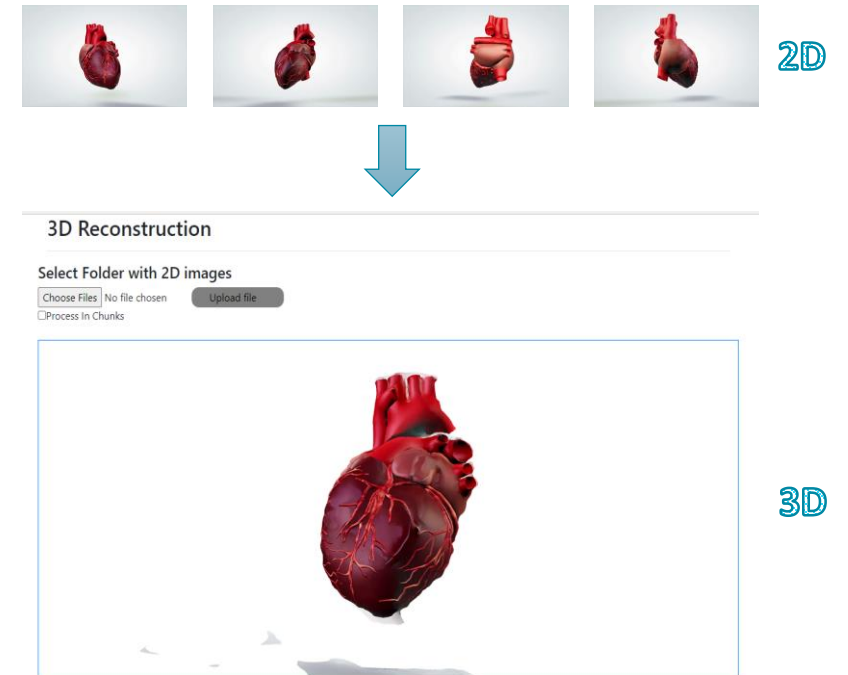 2D
3D Reconstruction
Select Folder with 2D images
Choose Files No file chosen Upload file
Process In Chunks
3D